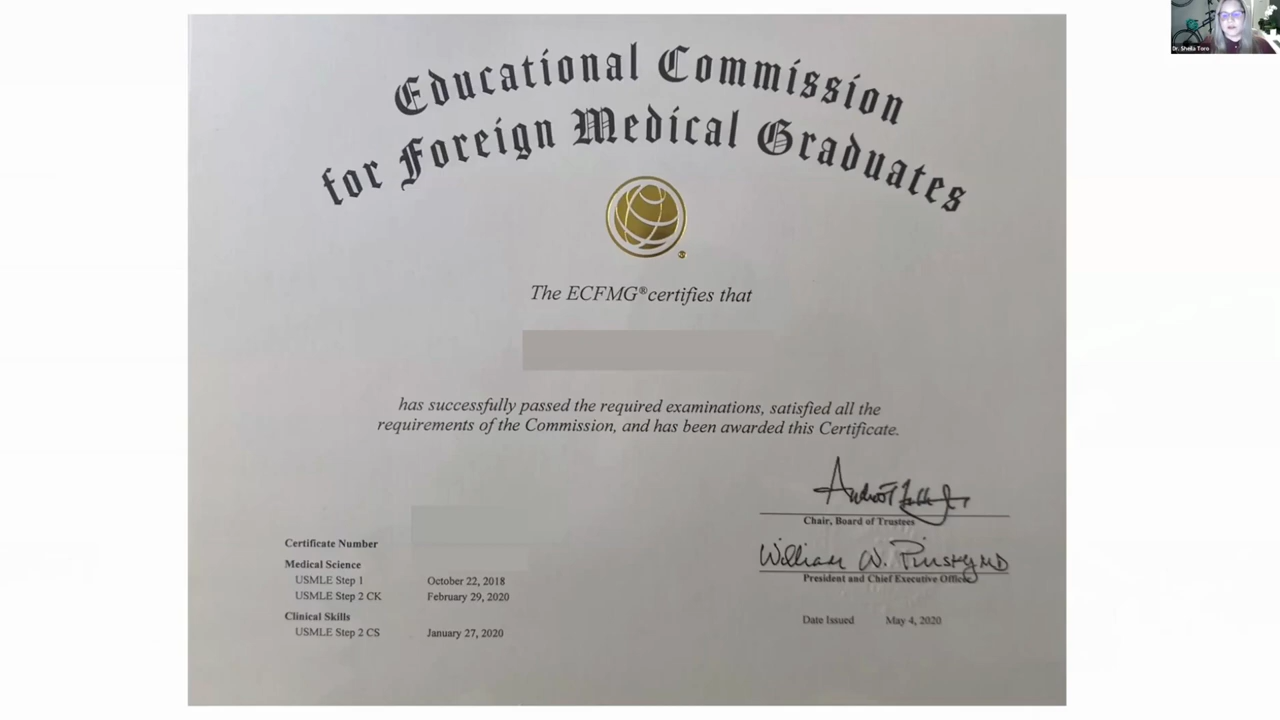 Educational Commission
for Foreign Medical Graduates
The ECFMG® certifies that
has successfully passed the required examinations, satisfied all the
requirements of the Commission, and has been awarded this Certificate.
Chair, Board of Trustees
William W. Pinsky, MD
President and Chief Executive Officer
Certificate Number
Medical Science
USMLE Step 1 October 22, 2018
USMLE Step 2 CK February 29, 2020
Clinical Skills
USMLE Step 2 CS January 27, 2020
Date Issued May 4, 2020
Dr. Sheila Toro